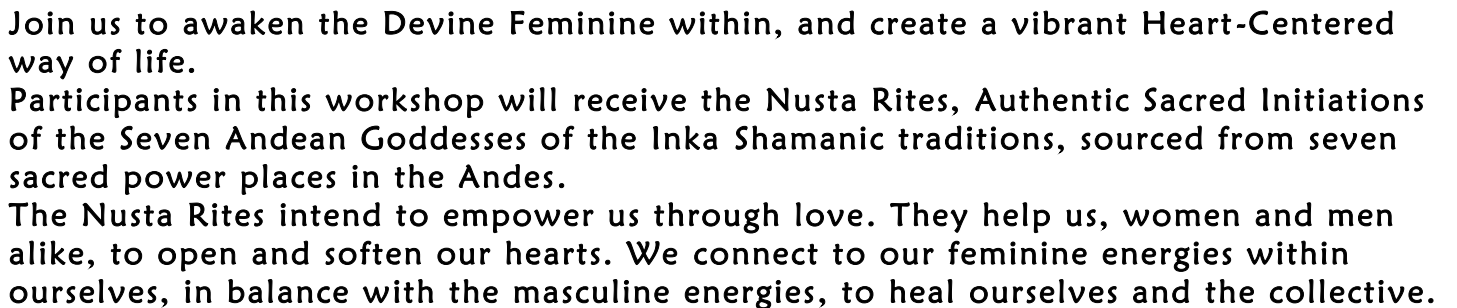 Join us to awaken the Devine Feminine within, and create a vibrant Heart-Centered
way of life.
Participants in this workshop will receive the Nusta Rites, Authentic Sacred Initiations
of the Seven Andean Goddesses of the Inka Shamanic traditions, sourced from seven
sacred power places in the Andes.
The Nusta Rites intend to empower us through love. They help us, women and men
alike, to open and soften our hearts. We connect to our feminine energies within
ourselves, in balance with the masculine energies, to heal ourselves and the collective.